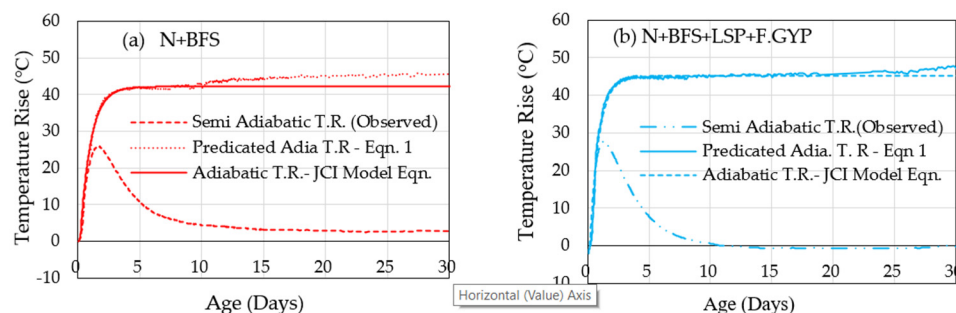 (a) N+BFS
Temperature Rise (°C)
60
50
40
30
20
10
0
-10
Semi Adiabatic T.R. (Observed)
Predicated Adia T.R - Eqn. 1
Adiabatic T.R.- JCI Model Eqn.
0 5 10 15 20 25 30
Age (Days)
(b) N+BFS+LSP+F.GYP
Temperature Rise (°C)
60
50
40
30
20
10
0
-10
Semi Adiabatic T.R.(Observed)
Predicated Adia. T. R - Eqn 1
Adiabatic T.R.- JCI Model Eqn.
0 5 10 15 20 25 30
Age (Days)
Horizontal (Value) Axis